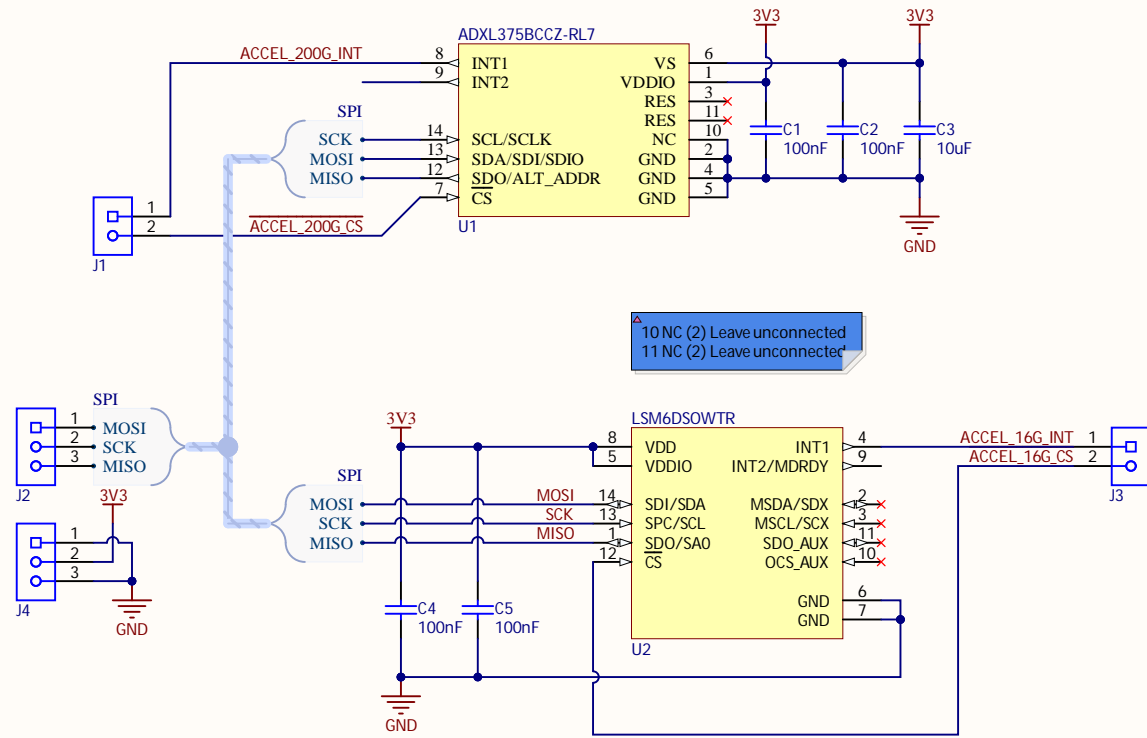 3V3
3V3
ADXL375BCCZ-RL7
ACCEL_200G_INT
8 INT1
9 INT2
VS 6
VDDIO 1
RES 3
RES 11
NC 10
GND 2
GND 4
GND 5
SPI
SCK 14 SCL/SCLK
MOSI 13 SDA/SDI/SDIO
MISO 12 SDO/ALT_ADDR
7 CS
C1
100nF
C2
100nF
C3
10uF
1
2
J1
ACCEL_200G_CS
U1
GND
10 NC (2) Leave unconnected
11 NC (2) Leave unconnected
SPI
1 MOSI
2 SCK
3 MISO
J2
3V3
1
2
3
J4
GND
3V3
LSM6DSOWTR
8 VDD
5 VDDIO
INT1 4
INT2/MDRDY 9
ACCEL_16G_INT 1
ACCEL_16G_CS 2
J3
SPI
MOSI MOSI 14 SDI/SDA
SCK SCK 13 SPC/SCL
MISO MISO 1 SDO/SA0
12 CS
MSDA/SDX 2
MSCL/SCX 3
SDO_AUX 11
OCS_AUX 10
GND 6
GND 7
C4
100nF
C5
100nF
U2
GND